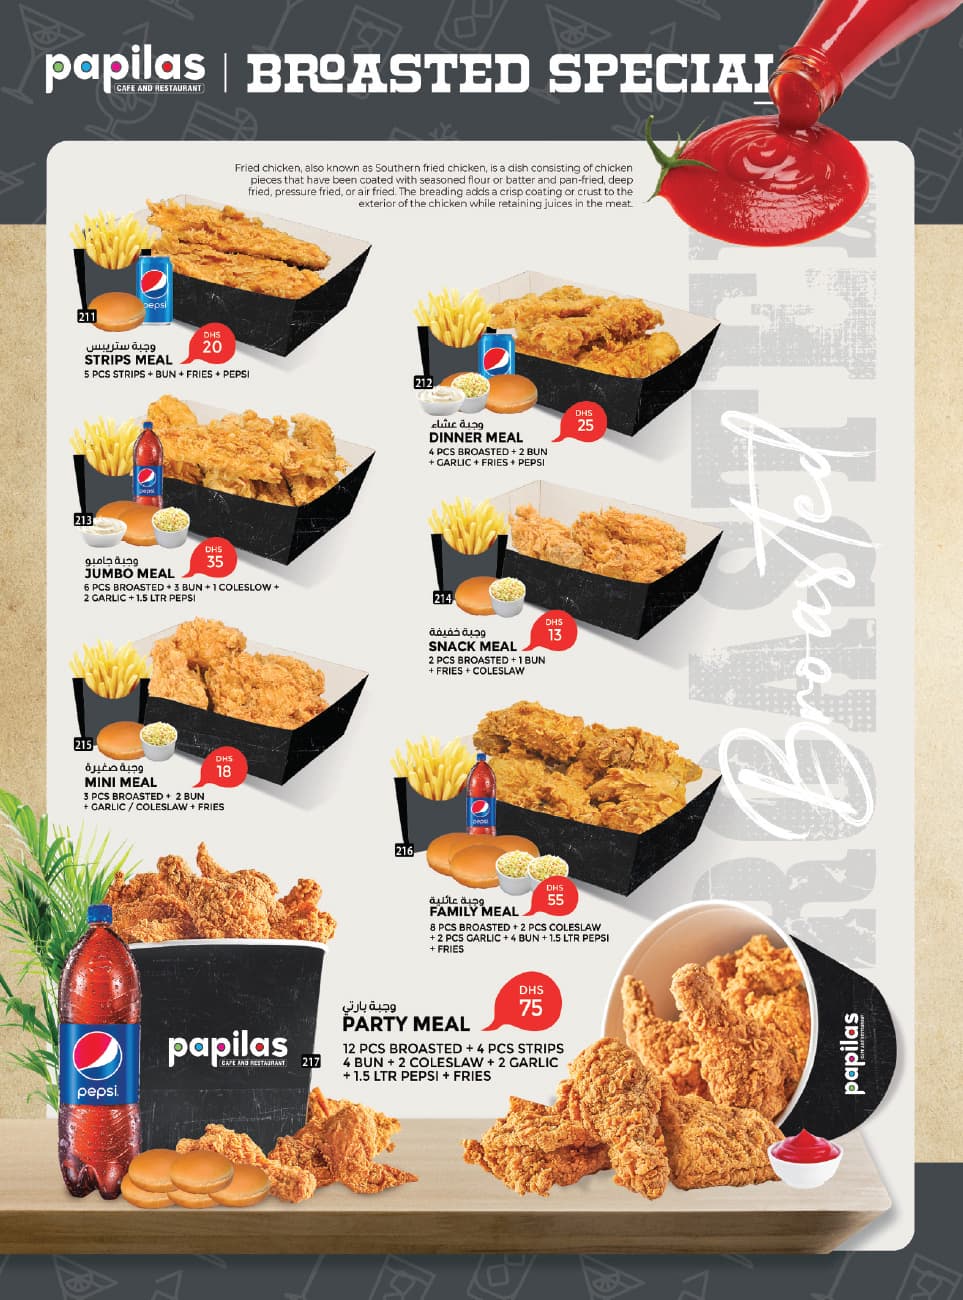 papilas
CAFE AND RESTAURANT
BROASTED SPECIAL
Fried chicken, also known as Southern fried chicken, is a dish consisting of chicken
pieces that have been coated with seasoned flour or batter and pan-fried, deep
fried, pressure fried, or air fried. The breading adds a crisp coating or crust to the
exterior of the chicken while retaining juices in the meat.
pepsi
211
DHS
20
وجبة ستريبس
STRIPS MEAL
5 PCS STRIPS + BUN + FRIES + PEPSI
212
DHS
25
وجبة عشاء
DINNER MEAL
4 PCS BROASTED + 2 BUN
+ GARLIC + FRIES + PEPSI
pepsi
213
DHS
35
وجبة جامبو
JUMBO MEAL
6 PCS BROASTED + 3 BUN + 1 COLESLOW +
2 GARLIC + 1.5 LTR PEPSI
214
DHS
13
وجبة خفيفة
SNACK MEAL
2 PCS BROASTED + 1 BUN
+ FRIES + COLESLAW
215
DHS
18
وجبة صغيرة
MINI MEAL
3 PCS BROASTED + 2 BUN
+ GARLIC / COLESLAW + FRIES
pepsi
216
DHS
55
وجبة عائلية
FAMILY MEAL
8 PCS BROASTED + 2 PCS COLESLAW
+ 2 PCS GARLIC + 4 BUN + 1.5 LTR PEPSI
+ FRIES
Broasted
BROASTED
pepsi
papilas
CAFE AND RESTAURANT
217
DHS
75
وجبة بارتي
PARTY MEAL
12 PCS BROASTED + 4 PCS STRIPS
4 BUN + 2 COLESLAW + 2 GARLIC
+ 1.5 LTR PEPSI + FRIES
papilas
CAFE AND RESTAURANT